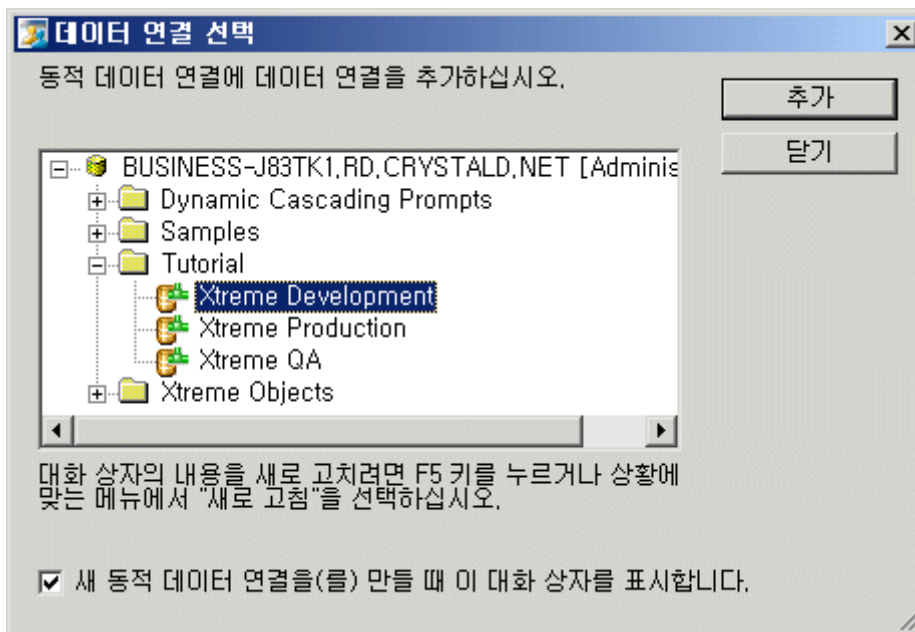 데이터 연결 선택
동적 데이터 연결에 데이터 연결을 추가하십시오.
추가
닫기
BUSINESS-J83TK1.RD.CRYSTALD.NET [Adminis
Dynamic Cascading Prompts
Samples
Tutorial
Xtreme Development
Xtreme Production
Xtreme QA
Xtreme Objects
대화 상자의 내용을 새로 고치려면 F5 키를 누르거나 상황에
맞는 메뉴에서 "새로 고침"을 선택하십시오.
새 동적 데이터 연결을(를) 만들 때 이 대화 상자를 표시합니다.